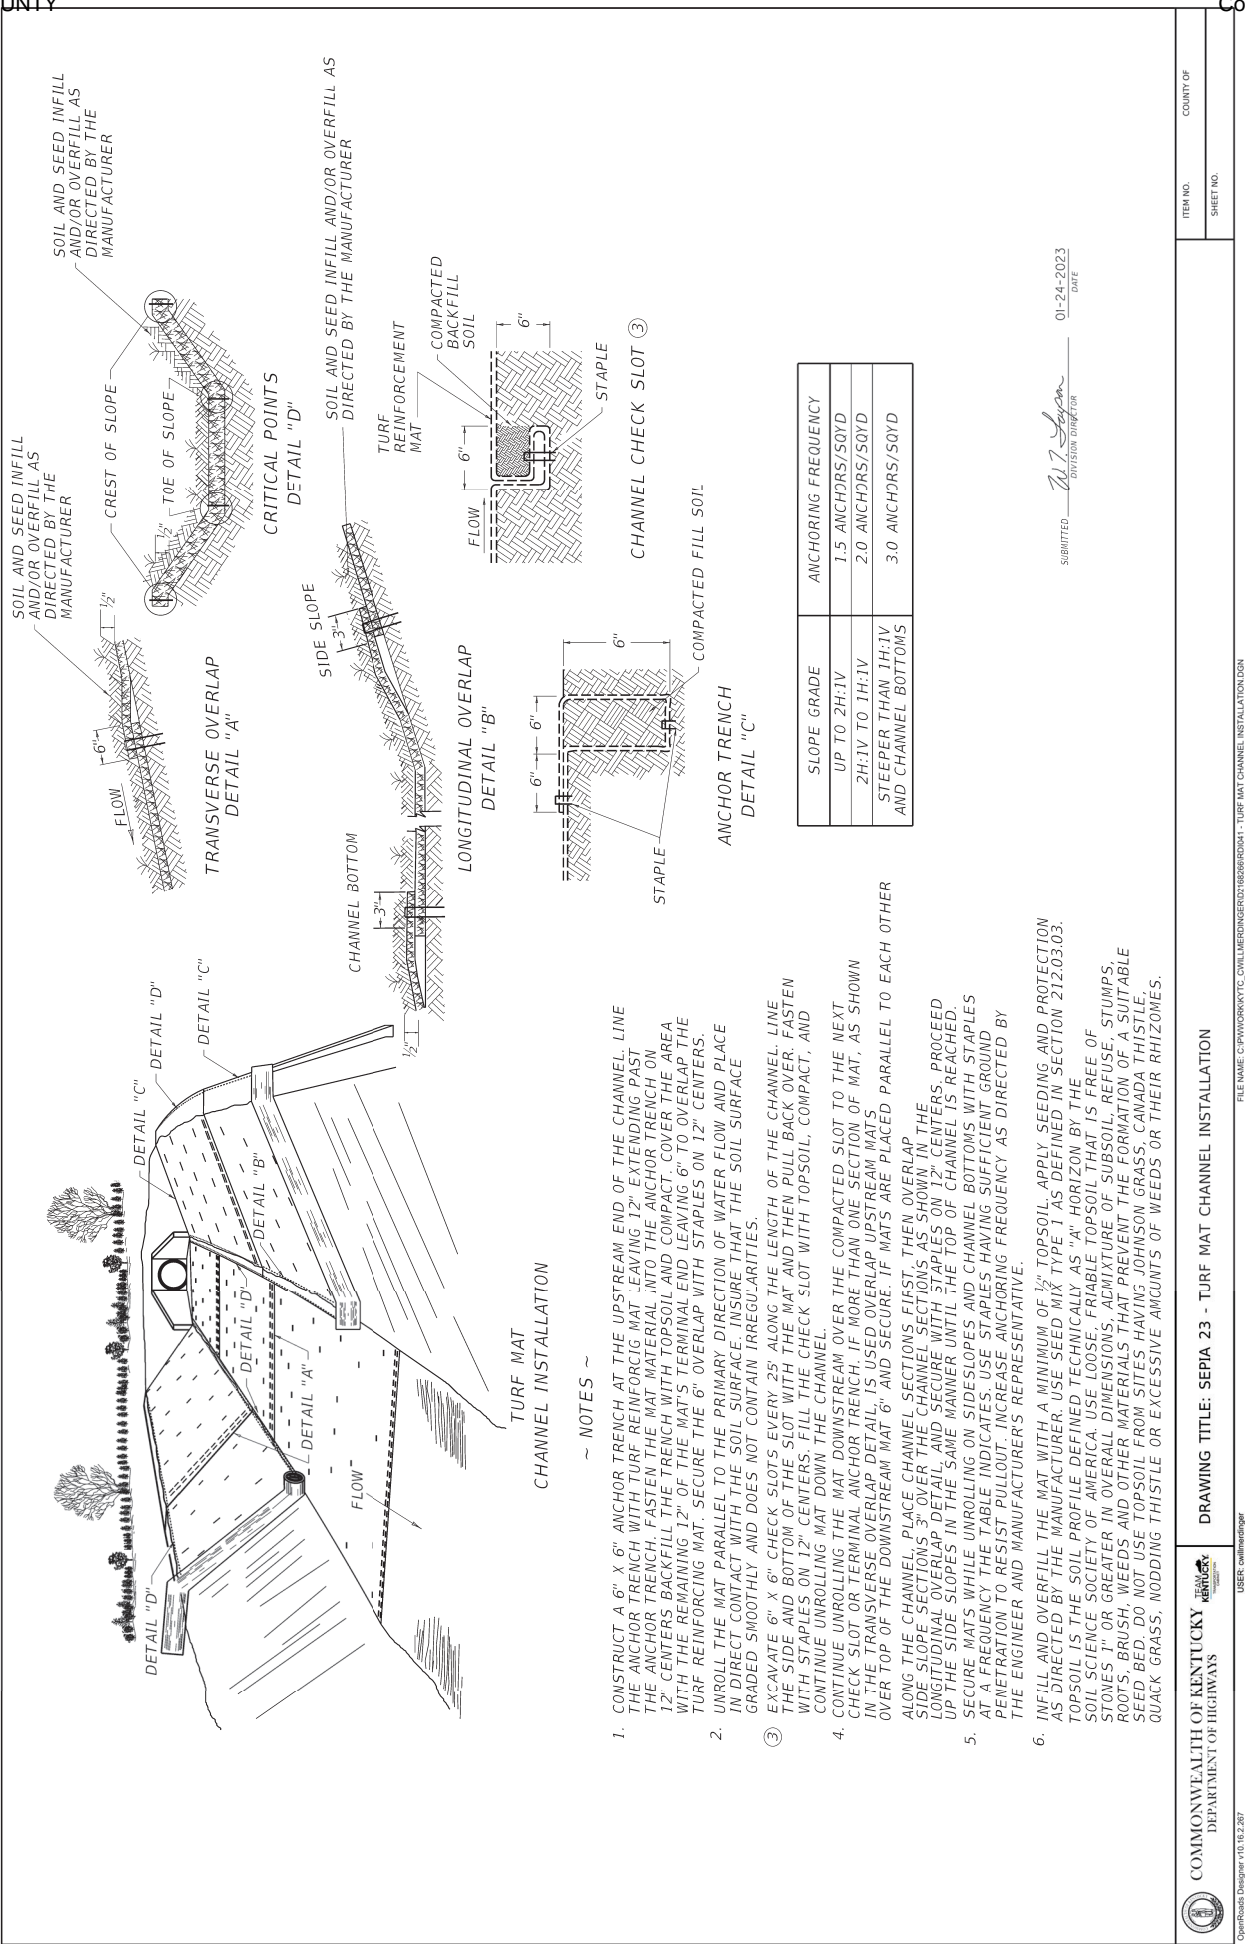 UNTY
Co
DETAIL "D"
DETAIL "C"
DETAIL "D"
DETAIL "C"
DETAIL "B"
DETAIL "D"
DETAIL "A"
FLOW
TURF MAT
CHANNEL INSTALLATION
SOIL AND SEED INFILL
AND/OR OVERFILL AS
DIRECTED BY THE
MANUFACTURER
FLOW
6"
1/2"
TRANSVERSE OVERLAP
DETAIL "A"
SOIL AND SEED INFILL
AND/OR OVERFILL AS
DIRECTED BY THE
MANUFACTURER
CREST OF SLOPE
TOE OF SLOPE
1/2"
CRITICAL POINTS
DETAIL "D"
CHANNEL BOTTOM
3"
1/2"
SIDE SLOPE
3"
SOIL AND SEED INFILL AND/OR OVERFILL AS
DIRECTED BY THE MANUFACTURER
LONGITUDINAL OVERLAP
DETAIL "B"
TURF
REINFORCEMENT
MAT
COMPACTED
BACKFILL
SOIL
FLOW
6"
6"
STAPLE
CHANNEL CHECK SLOT 3
6"
6"
6"
STAPLE
COMPACTED FILL SOIL
ANCHOR TRENCH
DETAIL "C"
~ NOTES ~
1. CONSTRUCT A 6" X 6" ANCHOR TRENCH AT THE UPSTREAM END OF THE CHANNEL. LINE
THE ANCHOR TRENCH WITH TURF REINFORCIG MAT LEAVING 12" EXTENDING PAST
THE ANCHOR TRENCH. FASTEN THE MAT MATERIAL INTO THE ANCHOR TRENCH ON
12" CENTERS BACKFILL THE TRENCH WITH TOPSOIL AND COMPACT. COVER THE AREA
WITH THE REMAINING 12" OF THE MATS TERMINAL END LEAVING 6" TO OVERLAP THE
TURF REINFORCING MAT. SECURE THE 6" OVERLAP WITH STAPLES ON 12" CENTERS.
2. UNROLL THE MAT PARALLEL TO THE PRIMARY DIRECTION OF WATER FLOW AND PLACE
IN DIRECT CONTACT WITH THE SOIL SURFACE. INSURE THAT THE SOIL SURFACE
GRADED SMOOTHLY AND DOES NOT CONTAIN IRREGULARITIES.
3 EXCAVATE 6" X 6" CHECK SLOTS EVERY 25' ALONG THE LENGTH OF THE CHANNEL. LINE
THE SIDE AND BOTTOM OF THE SLOT WITH THE MAT AND THEN PULL BACK OVER. FASTEN
WITH STAPLES ON 12" CENTERS. FILL THE CHECK SLOT WITH TOPSOIL, COMPACT, AND
CONTINUE UNROLLING MAT DOWN THE CHANNEL.
4. CONTINUE UNROLLING THE MAT DOWNSTREAM OVER THE COMPACTED SLOT TO THE NEXT
CHECK SLOT OR TERMINAL ANCHOR TRENCH. IF MORE THAN ONE SECTION OF MAT, AS SHOWN
IN THE TRANSVERSE OVERLAP DETAIL, IS USED OVERLAP UPSTREAM MATS
OVER TOP OF THE DOWNSTREAM MAT 6" AND SECURE. IF MATS ARE PLACED PARALLEL TO EACH OTHER
ALONG THE CHANNEL, PLACE CHANNEL SECTIONS FIRST, THEN OVERLAP
SIDE SLOPE SECTIONS 3" OVER THE CHANNEL SECTIONS AS SHOWN IN THE
LONGITUDINAL OVERLAP DETAIL, AND SECURE WITH STAPLES ON 12" CENTERS. PROCEED
UP THE SIDE SLOPES IN THE SAME MANNER UNTIL THE TOP OF CHANNEL IS REACHED.
5. SECURE MATS WHILE UNROLLING ON SIDESLOPES AND CHANNEL BOTTOMS WITH STAPLES
AT A FREQUENCY THE TABLE INDICATES. USE STAPLES HAVING SUFFICIENT GROUND
PENETRATION TO RESIST PULLOUT. INCREASE ANCHORING FREQUENCY AS DIRECTED BY
THE ENGINEER AND MANUFACTURER'S REPRESENTATIVE.
6. INFILL AND OVERFILL THE MAT WITH A MINIMUM OF 1/2" TOPSOIL. APPLY SEEDING AND PROTECTION
AS DIRECTED BY THE MANUFACTURER. USE SEED MIX TYPE 1 AS DEFINED IN SECTION 212.03.03.
TOPSOIL IS THE SOIL PROFILE DEFINED TECHNICALLY AS "A" HORIZON BY THE
SOIL SCIENCE SOCIETY OF AMERICA. USE LOOSE, FRIABLE TOPSOIL THAT IS FREE OF
STONES 1" OR GREATER IN OVERALL DIMENSIONS, ADMIXTURE OF SUBSOIL, REFUSE, STUMPS,
ROOTS, BRUSH, WEEDS AND OTHER MATERIALS THAT PREVENT THE FORMATION OF A SUITABLE
SEED BED. DO NOT USE TOPSOIL FROM SITES HAVING JOHNSON GRASS, CANADA THISTLE,
QUACK GRASS, NODDING THISTLE OR EXCESSIVE AMOUNTS OF WEEDS OR THEIR RHIZOMES.
SLOPE GRADE ANCHORING FREQUENCY
UP TO 2H:1V 1.5 ANCHORS/SQYD
2H:1V TO 1H:1V 2.0 ANCHORS/SQYD
STEEPER THAN 1H:1V
AND CHANNEL BOTTOMS 3.0 ANCHORS/SQYD
SUBMITTED
DIVISION DIRECTOR
01-24-2023
DATE
COMMONWEALTH OF KENTUCKY
DEPARTMENT OF HIGHWAYS
TEAM
KENTUCKY
DRAWING TITLE: SEPIA 23 - TURF MAT CHANNEL INSTALLATION
ITEM NO.
COUNTY OF
SHEET NO.
OpenRoads Designer v10.16.2.267
USER: cwillmerdinger
FILE NAME: C:\PWWORK\KYTC_CWILLMERDINGER\D2168266\RDI041 - TURF MAT CHANNEL INSTALLATION.DGN